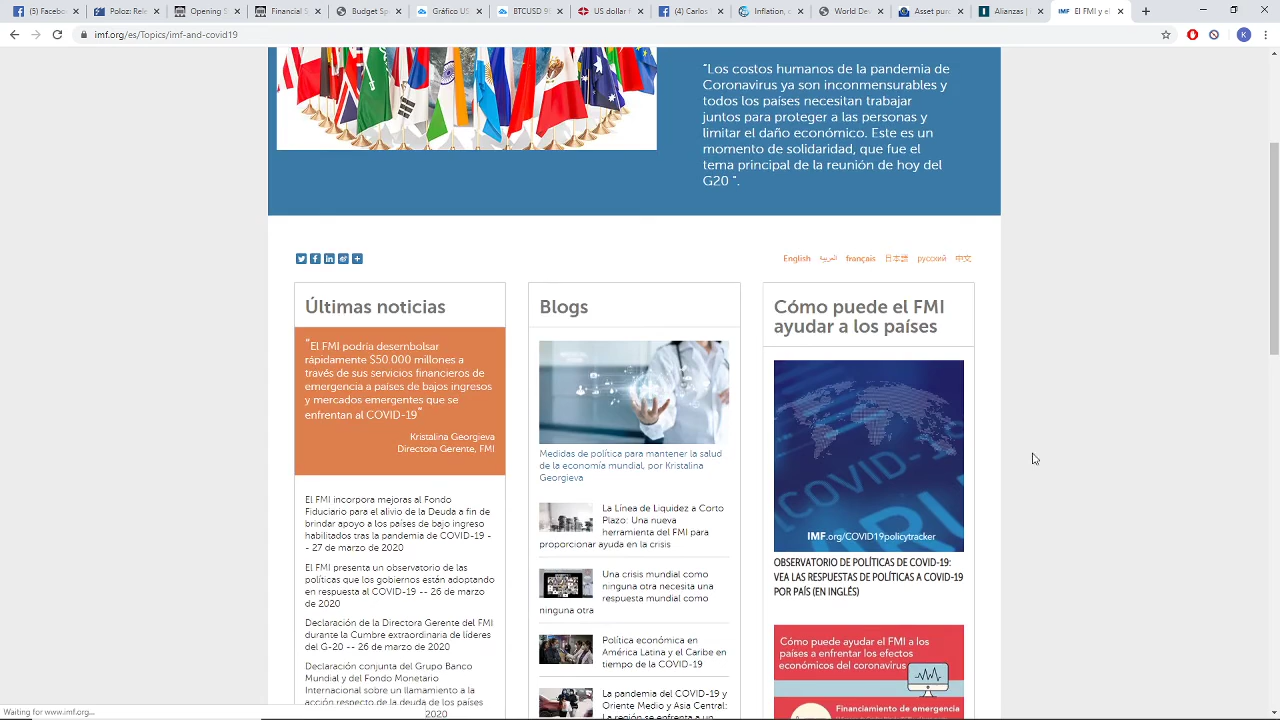 (5) Facebo
Polizas Rela
Opening S
Financial S
Budget Sp
Gráfico US
BTCUSD 9
US dollar
(4) Carlos
Inflation, c
World De
Asset purc
Alianzas
El FMI y el
imf.org/es/Topics/imf-and-covid19
K
"Los costos humanos de la pandemia de
Coronavirus ya son inconmensurables y
todos los países necesitan trabajar
juntos para proteger a las personas y
limitar el daño económico. Este es un
momento de solidaridad, que fue el
tema principal de la reunión de hoy del
G20 ".
English العربية français 日本語 русский 中文
Últimas noticias
"El FMI podría desembolsar
rápidamente $50.000 millones a
través de sus servicios financieros de
emergencia a países de bajos ingresos
y mercados emergentes que se
enfrentan al COVID-19"
Kristalina Georgieva
Directora Gerente, FMI
El FMI incorpora mejoras al Fondo
Fiduciario para el alivio de la Deuda a fin de
brindar apoyo a los países de bajo ingreso
habilitados tras la pandemia de COVID-19 -
- 27 de marzo de 2020
El FMI presenta un observatorio de las
políticas que los gobiernos están adoptando
en respuesta al COVID-19 -- 26 de marzo
de 2020
Declaración de la Directora Gerente del FMI
durante la Cumbre extraordinaria de líderes
del G-20 -- 26 de marzo de 2020
Declaración conjunta del Grupo Banco
Mundial y del Fondo Monetario
Internacional sobre un llamamiento a la
acción respecto de la deuda de los países
2020
Blogs
Medidas de política para mantener la salud
de la economía mundial, por Kristalina
Georgieva
La Línea de Liquidez a Corto
Plazo: Una nueva
herramienta del FMI para
proporcionar ayuda en la crisis
Una crisis mundial como
ninguna otra necesita una
respuesta mundial como
ninguna otra
Política económica en
América Latina y el Caribe en
tiempo de la COVID-19
La pandemia del COVID-19 y
Oriente Medio y Asia Central:
La región se enfrenta a un
Cómo puede el FMI
ayudar a los países
COVID-19
IMF.org/COVID19policytracker
OBSERVATORIO DE POLÍTICAS DE COVID-19:
VEA LAS RESPUESTAS DE POLÍTICAS A COVID-19
POR PAÍS (EN INGLÉS)
Cómo puede ayudar el FMI a los
países a enfrentar los efectos
económicos del coronavirus
Financiamiento de emergencia
Waiting for www.imf.org...